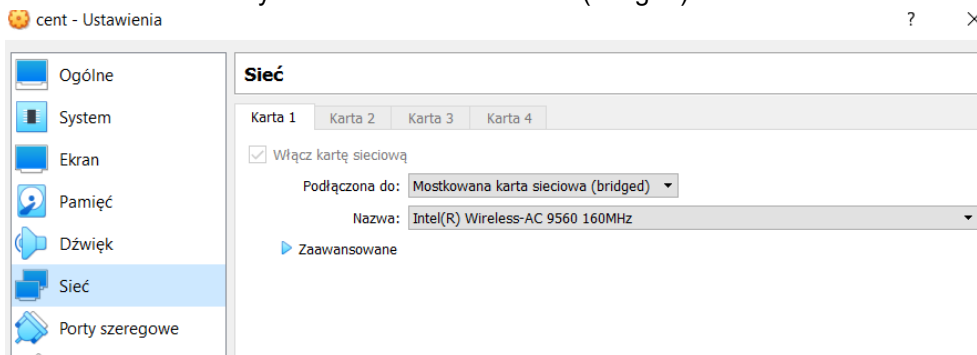 cent - Ustawienia ? ×
Ogólne
System
Ekran
Pamięć
Dźwięk
Sieć
Porty szeregowe
Sieć
Karta 1 Karta 2 Karta 3 Karta 4
Włącz kartę sieciową
Podłączona do: Mostkowana karta sieciowa (bridged)
Nazwa: Intel(R) Wireless-AC 9560 160MHz
Zaawansowane